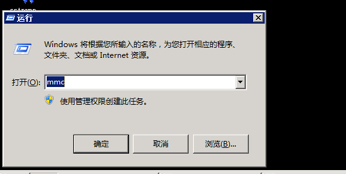 运行
Windows 将根据您所输入的名称，为您打开相应的程序、
文件夹、文档或 Internet 资源。
打开(O): mmc
使用管理权限创建此任务。
确定 取消 浏览(B)...